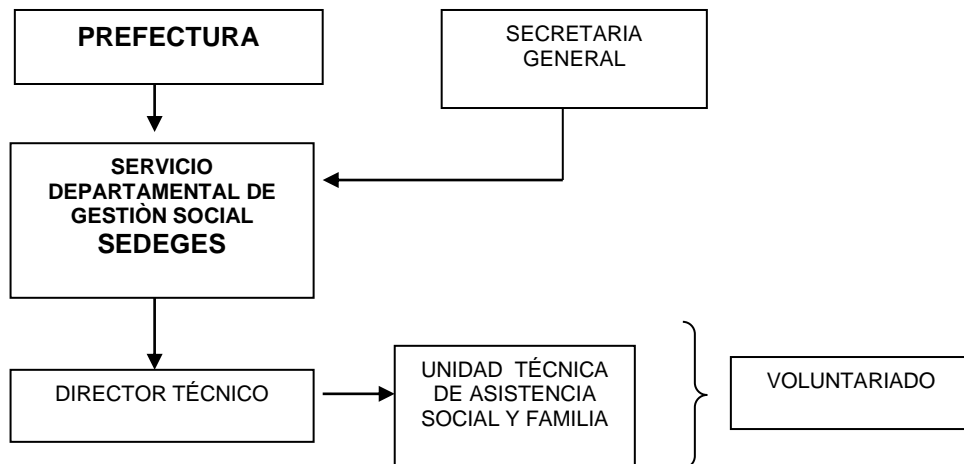 PREFECTURA
SECRETARIA
GENERAL
SERVICIO
DEPARTAMENTAL DE
GESTIÒN SOCIAL
SEDEGES
DIRECTOR TÉCNICO
UNIDAD TÉCNICA
DE ASISTENCIA
SOCIAL Y FAMILIA
VOLUNTARIADO